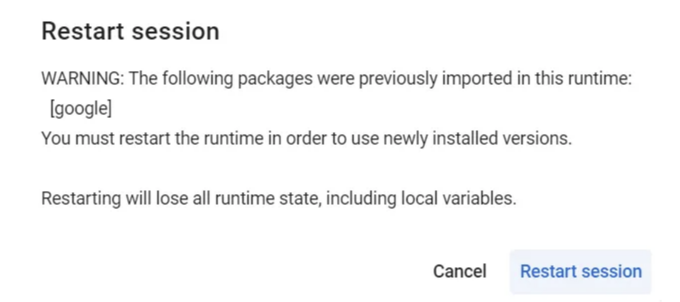 Restart session
WARNING: The following packages were previously imported in this runtime:
[google]
You must restart the runtime in order to use newly installed versions.
Restarting will lose all runtime state, including local variables.
Cancel Restart session